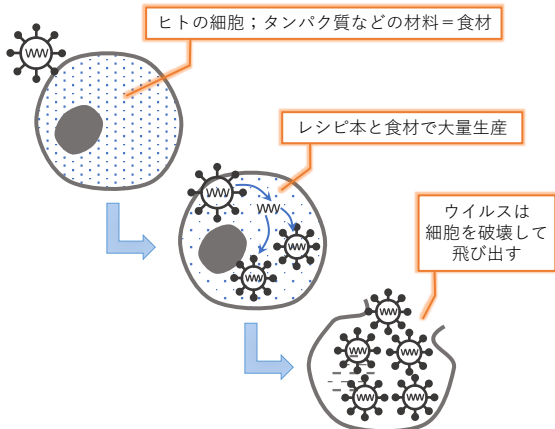 ヒトの細胞；タンパク質などの材料＝食材
レシピ本と食材で大量生産
ウイルスは
細胞を破壊して
飛び出す